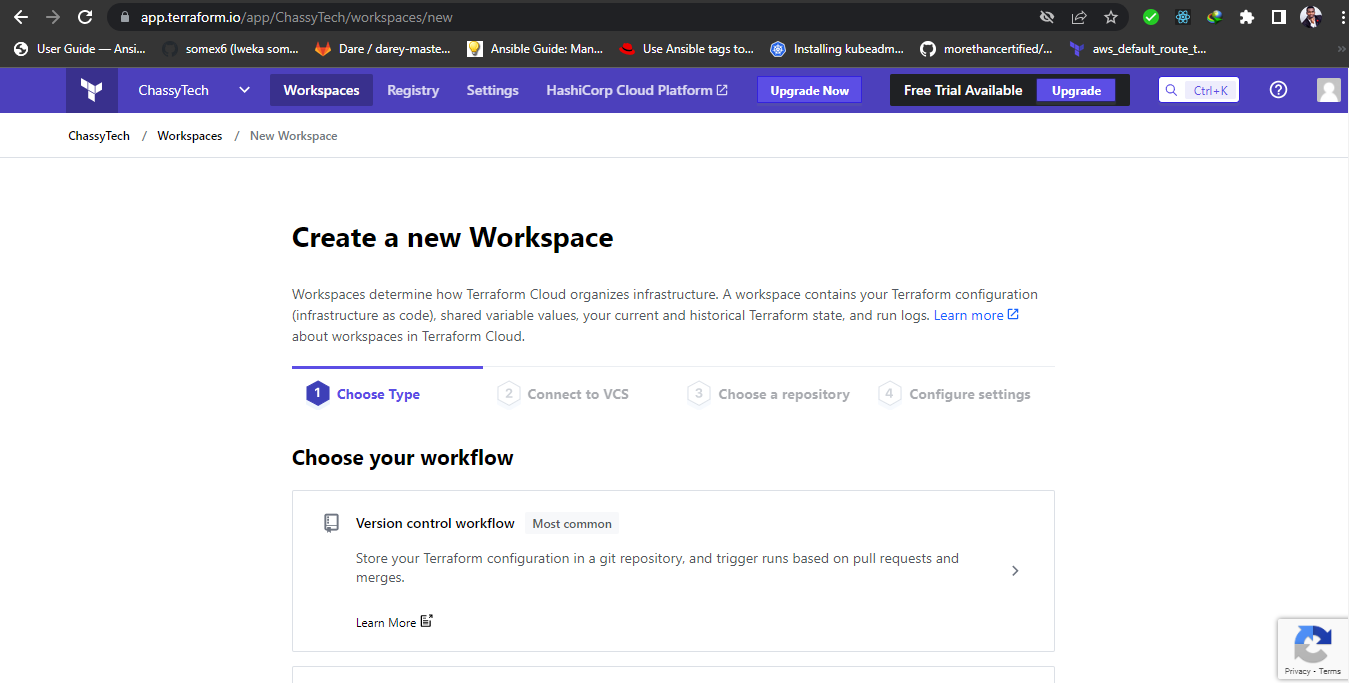 app.terraform.io/app/ChassyTech/workspaces/new
User Guide — Ansi... somex6 (Iweka som... Dare / darey-maste... Ansible Guide: Man... Use Ansible tags to... Installing kubeadm... morethancertified/... aws_default_route_t... »
ChassyTech Workspaces Registry Settings HashiCorp Cloud Platform Upgrade Now Free Trial Available Upgrade Ctrl+K
ChassyTech / Workspaces / New Workspace
Create a new Workspace
Workspaces determine how Terraform Cloud organizes infrastructure. A workspace contains your Terraform configuration
(infrastructure as code), shared variable values, your current and historical Terraform state, and run logs. Learn more
about workspaces in Terraform Cloud.
1 Choose Type 2 Connect to VCS 3 Choose a repository 4 Configure settings
Choose your workflow
Version control workflow Most common
Store your Terraform configuration in a git repository, and trigger runs based on pull requests and
merges.
Learn More
Privacy - Terms